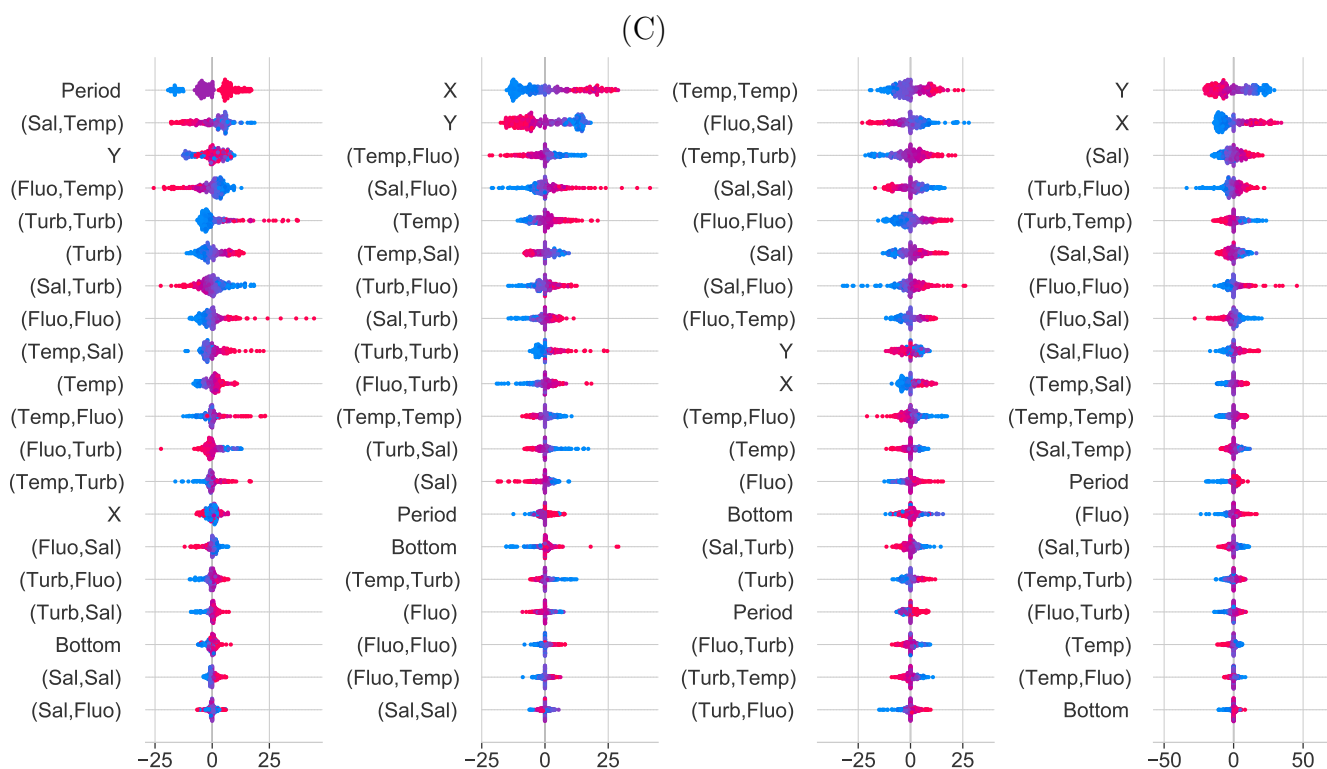 (C)
Period
(Sal,Temp)
Y
(Fluo,Temp)
(Turb,Turb)
(Turb)
(Sal,Turb)
(Fluo,Fluo)
(Temp,Sal)
(Temp)
(Temp,Fluo)
(Fluo,Turb)
(Temp,Turb)
X
(Fluo,Sal)
(Turb,Fluo)
(Turb,Sal)
Bottom
(Sal,Sal)
(Sal,Fluo)
−25 0 25
X
Y
(Temp,Fluo)
(Sal,Fluo)
(Temp)
(Temp,Sal)
(Turb,Fluo)
(Sal,Turb)
(Turb,Turb)
(Fluo,Turb)
(Temp,Temp)
(Turb,Sal)
(Sal)
Period
Bottom
(Temp,Turb)
(Fluo)
(Fluo,Fluo)
(Fluo,Temp)
(Sal,Sal)
−25 0 25
(Temp,Temp)
(Fluo,Sal)
(Temp,Turb)
(Sal,Sal)
(Fluo,Fluo)
(Sal)
(Sal,Fluo)
(Fluo,Temp)
Y
X
(Temp,Fluo)
(Temp)
(Fluo)
Bottom
(Sal,Turb)
(Turb)
Period
(Fluo,Turb)
(Turb,Temp)
(Turb,Fluo)
−25 0 25
Y
X
(Sal)
(Turb,Fluo)
(Turb,Temp)
(Sal,Sal)
(Fluo,Fluo)
(Fluo,Sal)
(Sal,Fluo)
(Temp,Sal)
(Temp,Temp)
(Sal,Temp)
Period
(Fluo)
(Sal,Turb)
(Temp,Turb)
(Fluo,Turb)
(Temp)
(Temp,Fluo)
Bottom
−50 0 50